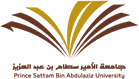 جامعة الأمير سطام بن عبد العزيز
Prince Sattam Bin Abdulaziz University